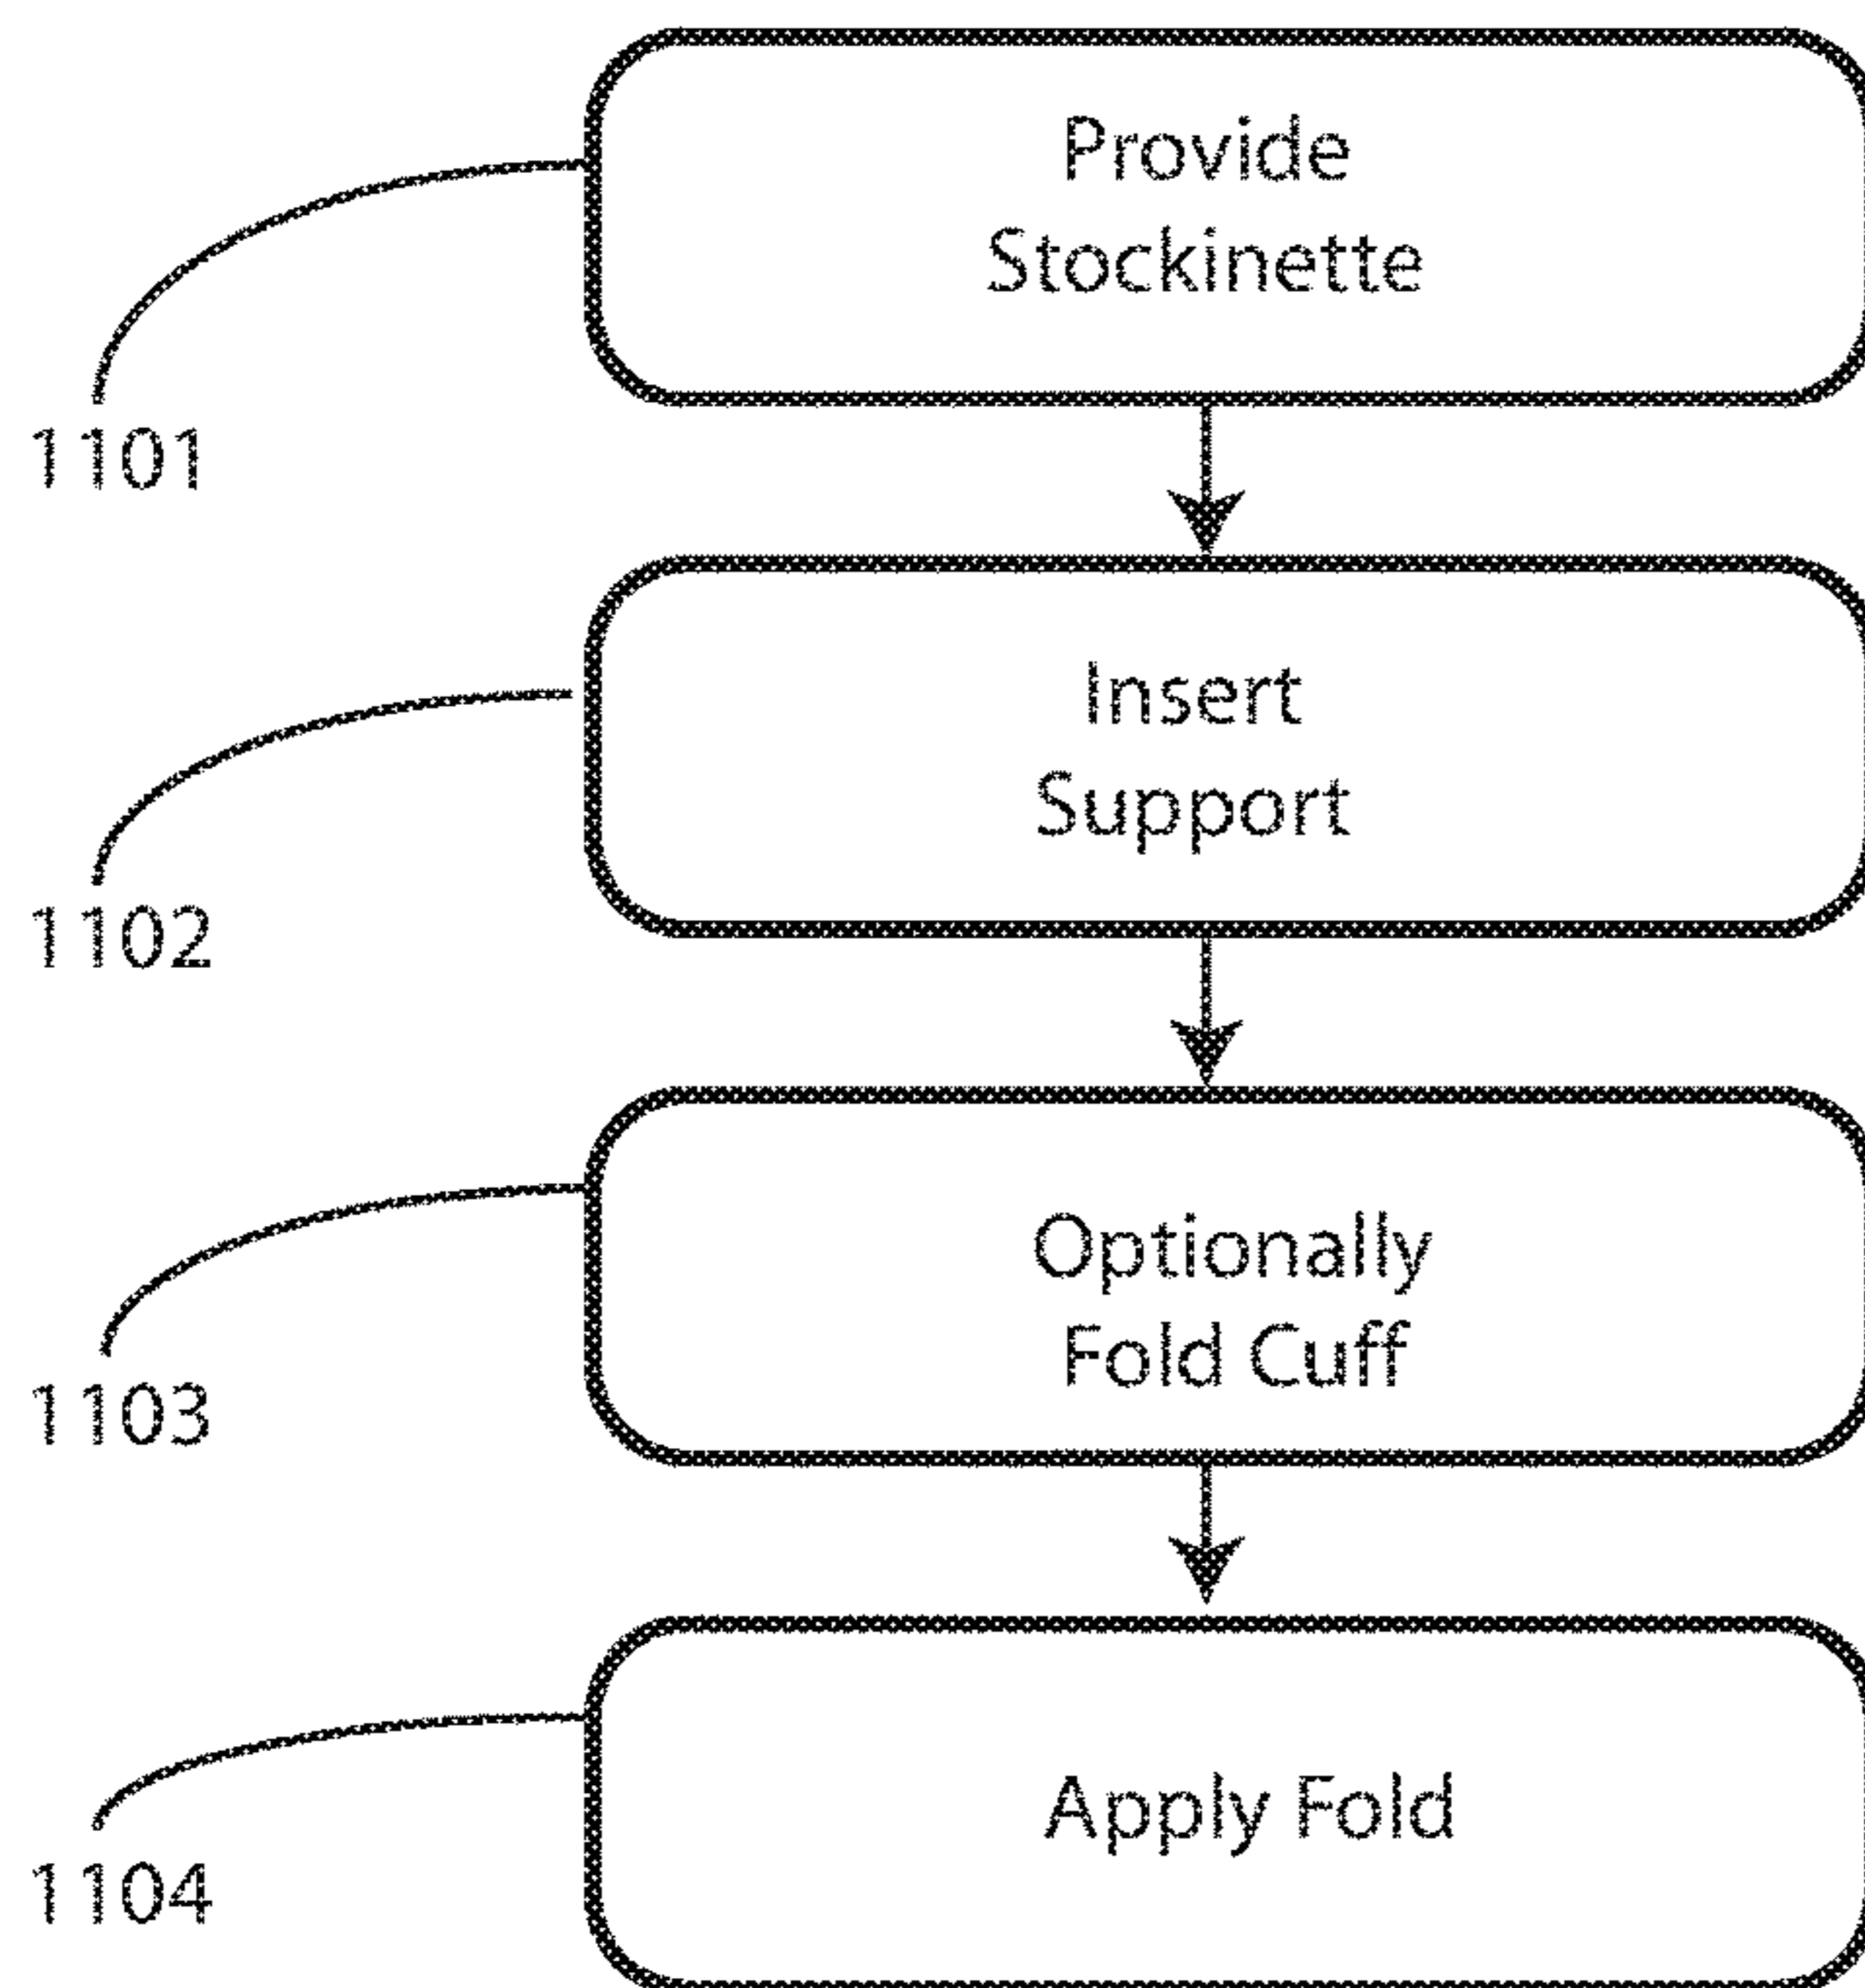 Provide
Stockinette
1101
Insert
Support
1102
Optionally
Fold Cuff
1103
Apply Fold
1104